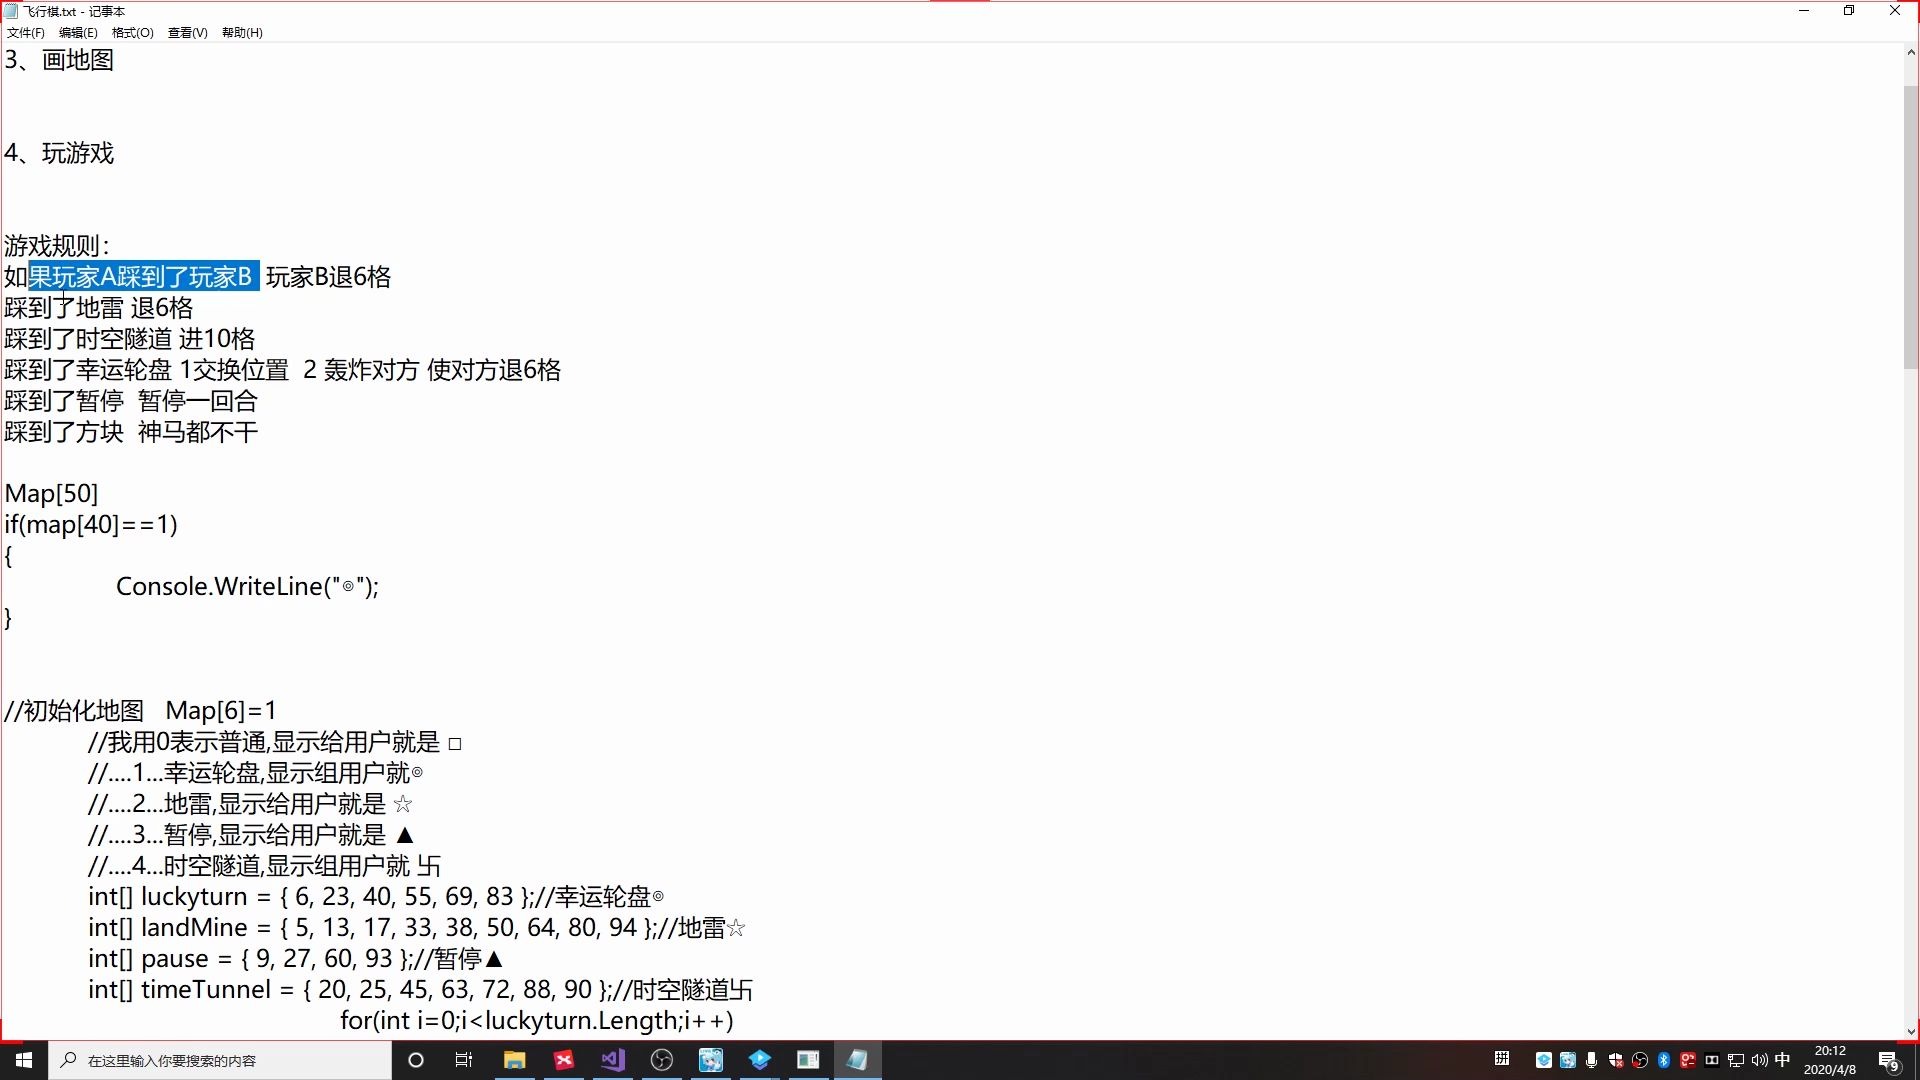 飞行棋.txt - 记事本
文件(F) 编辑(E) 格式(O) 查看(V) 帮助(H)
3、画地图
4、玩游戏
游戏规则：
如果玩家A踩到了玩家B 玩家B退6格
踩到了地雷 退6格
踩到了时空隧道 进10格
踩到了幸运轮盘 1交换位置  2 轰炸对方 使对方退6格
踩到了暂停  暂停一回合
踩到了方块  神马都不干
Map[50]
if(map[40]==1)
{
Console.WriteLine("◎");
}
//初始化地图   Map[6]=1
//我用0表示普通,显示给用户就是 □
//....1...幸运轮盘,显示组用户就◎
//....2...地雷,显示给用户就是 ☆
//....3...暂停,显示给用户就是 ▲
//....4...时空隧道,显示组用户就 卐
int[] luckyturn = { 6, 23, 40, 55, 69, 83 };//幸运轮盘◎
int[] landMine = { 5, 13, 17, 33, 38, 50, 64, 80, 94 };//地雷☆
int[] pause = { 9, 27, 60, 93 };//暂停▲
int[] timeTunnel = { 20, 25, 45, 63, 72, 88, 90 };//时空隧道卐
for(int i=0;i<luckyturn.Length;i++)
在这里输入你要搜索的内容
拼
中
20:12
2020/4/8
9